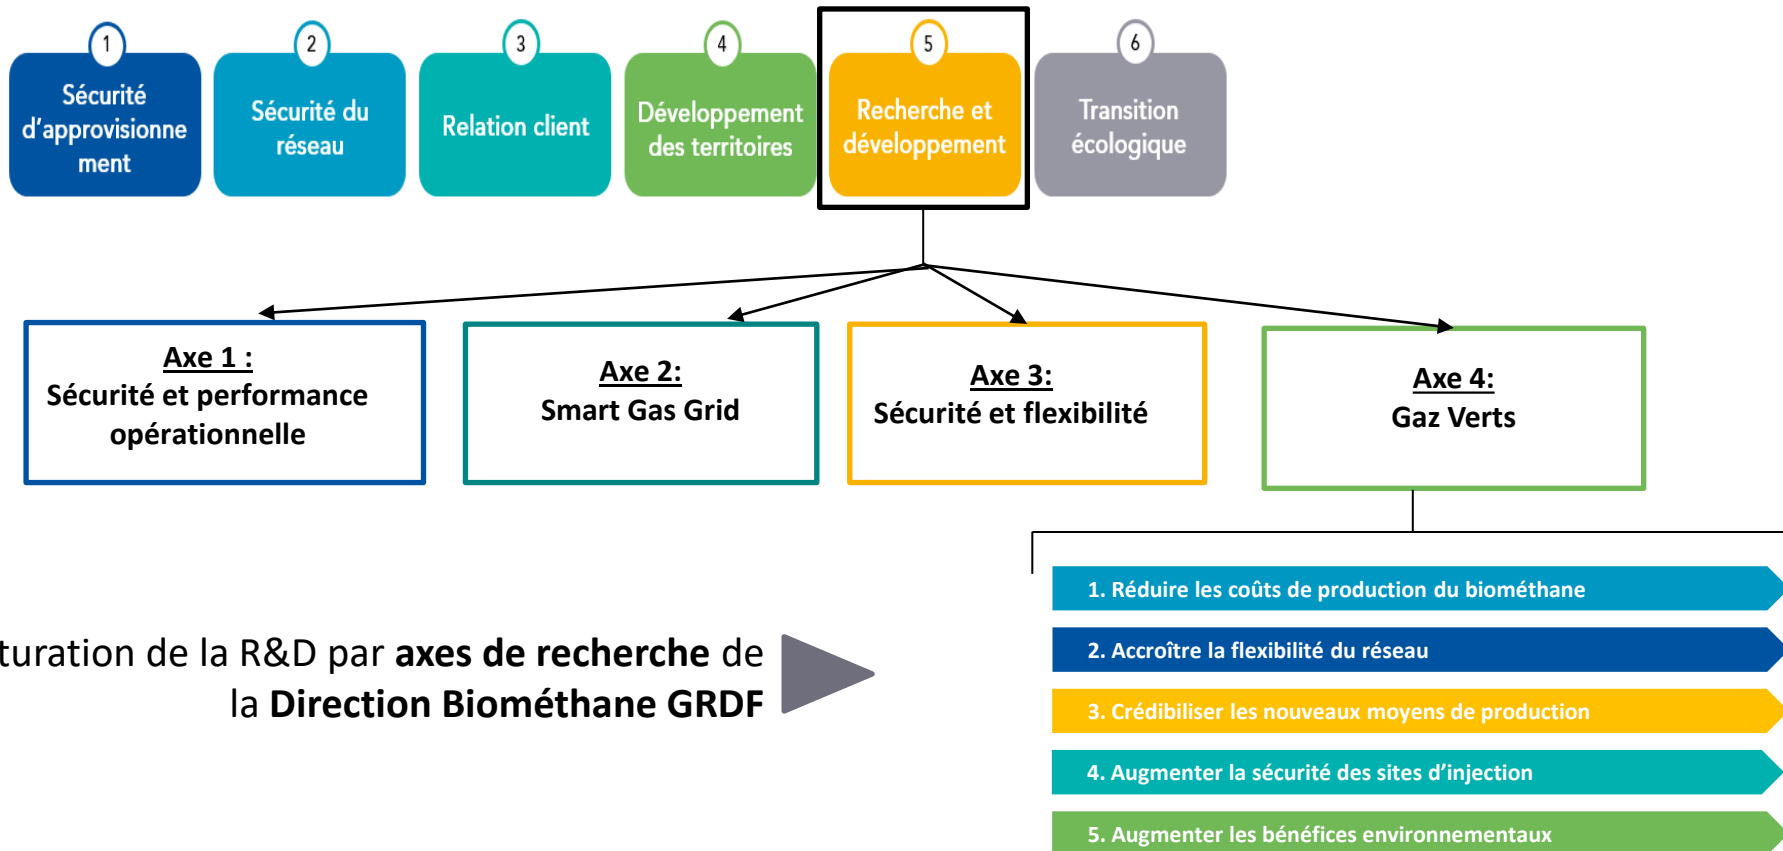 1
Sécurité
d'approvisionne
ment
2
Sécurité du
réseau
3
Relation client
4
Développement
des territoires
5
Recherche et
développement
6
Transition
écologique
Axe 1 :
Sécurité et performance
opérationnelle
Axe 2:
Smart Gas Grid
Axe 3:
Sécurité et flexibilité
Axe 4:
Gaz Verts
turation de la R&D par axes de recherche de
la Direction Biométhane GRDF
1. Réduire les coûts de production du biométhane
2. Accroître la flexibilité du réseau
3. Crédibiliser les nouveaux moyens de production
4. Augmenter la sécurité des sites d'injection
5. Augmenter les bénéfices environnementaux